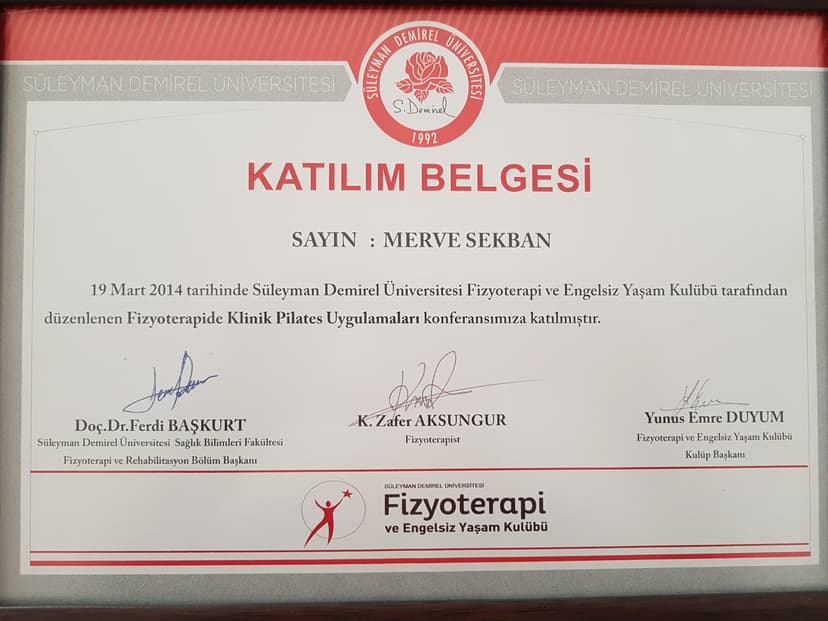 SÜLEYMAN DEMİREL ÜNİVERSİTESİ
SÜLEYMAN DEMİREL ÜNİVERSİTESİ
SÜLEYMAN DEMİREL ÜNİVERSİTESİ
S.Demirel
1992
KATILIM BELGESİ
SAYIN : MERVE SEKBAN
19 Mart 2014 tarihinde Süleyman Demirel Üniversitesi Fizyoterapi ve Engelsiz Yaşam Kulübü tarafından
düzenlenen Fizyoterapide Klinik Pilates Uygulamaları konferansımıza katılmıştır.
Doç.Dr.Ferdi BAŞKURT
Süleyman Demirel Üniversitesi Sağlık Bilimleri Fakültesi
Fizyoterapi ve Rehabilitasyon Bölüm Başkanı
K. Zafer AKSUNGUR
Fizyoterapist
Yunus Emre DUYUM
Fizyoterapi ve Engelsiz Yaşam Kulübü
Kulüp Başkanı
SÜLEYMAN DEMİREL ÜNİVERSİTESİ
Fizyoterapi
ve Engelsiz Yaşam Kulübü